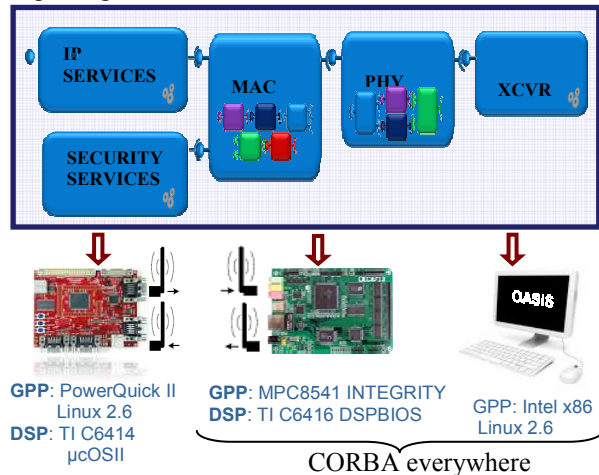 IP
SERVICES
MAC
PHY
XCVR
SECURITY
SERVICES
OASIS
GPP: PowerQuick II
Linux 2.6
DSP: TI C6414
µcOSII
GPP: MPC8541 INTEGRITY
DSP: TI C6416 DSPBIOS
GPP: Intel x86
Linux 2.6
CORBA everywhere